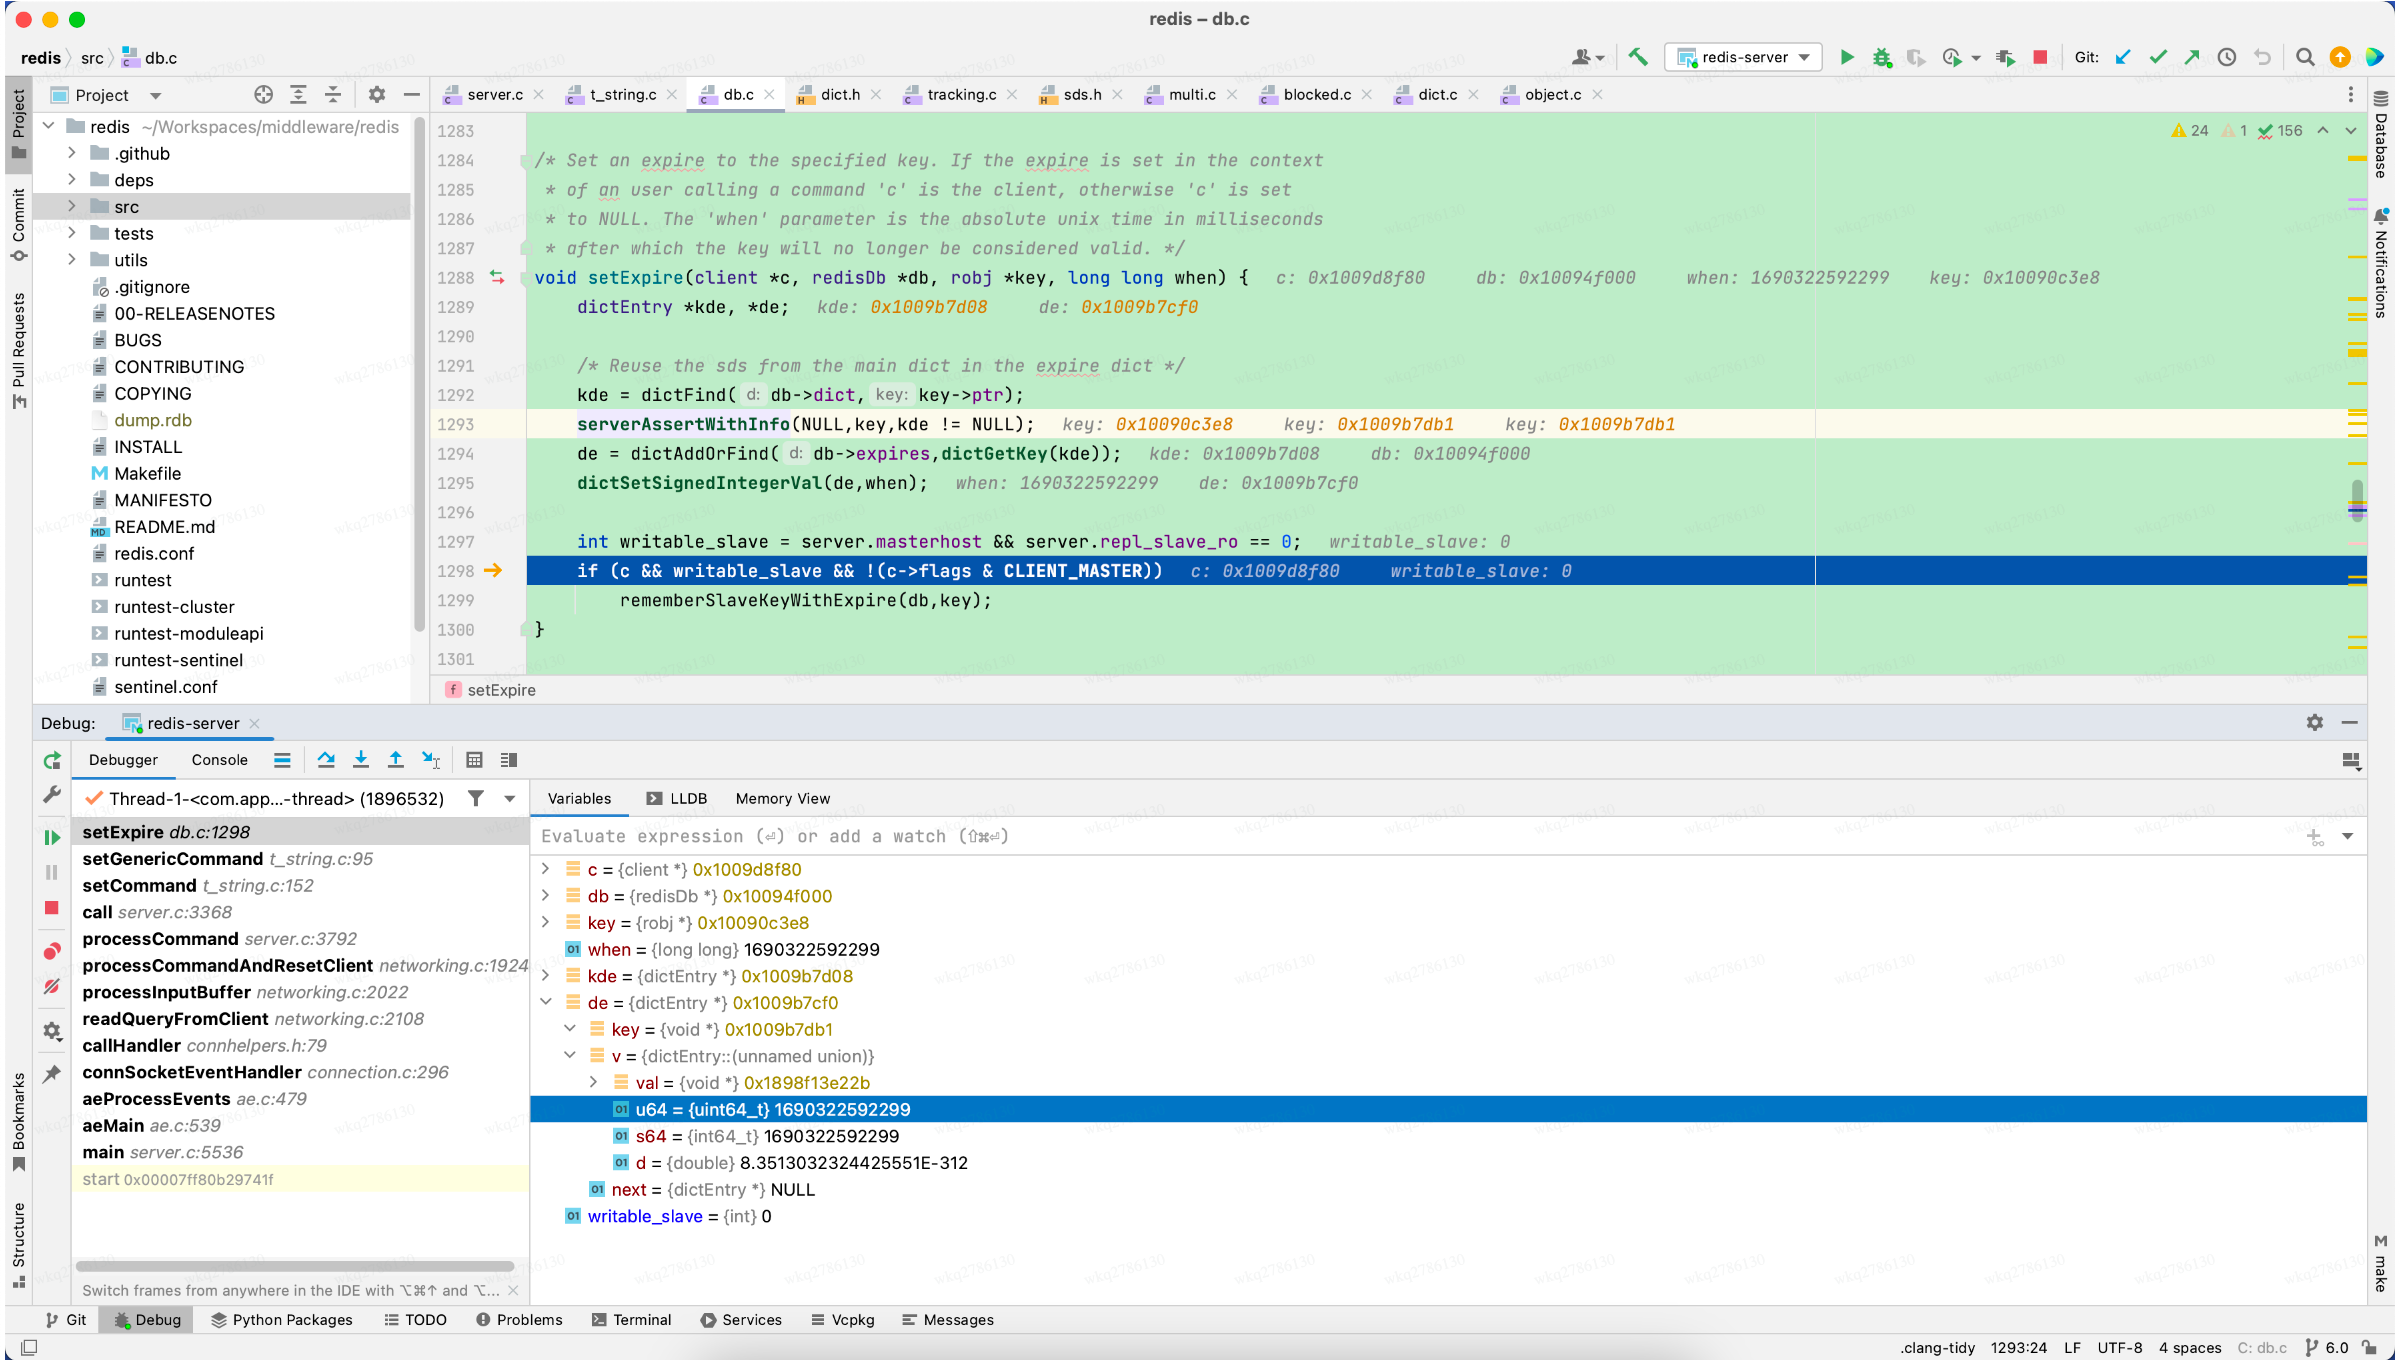 redis – db.c
redis src db.c
redis-server Git:
Project
server.c t_string.c db.c dict.h tracking.c sds.h multi.c blocked.c dict.c object.c
Project
Commit
Pull Requests
Bookmarks
Structure
redis ~/Workspaces/middleware/redis
.github
deps
src
tests
utils
.gitignore
00-RELEASENOTES
BUGS
CONTRIBUTING
COPYING
dump.rdb
INSTALL
Makefile
MANIFESTO
README.md
redis.conf
runtest
runtest-cluster
runtest-moduleapi
runtest-sentinel
sentinel.conf
24 1 156
1283
1284 /* Set an expire to the specified key. If the expire is set in the context
1285 * of an user calling a command 'c' is the client, otherwise 'c' is set
1286 * to NULL. The 'when' parameter is the absolute unix time in milliseconds
1287 * after which the key will no longer be considered valid. */
1288 void setExpire(client *c, redisDb *db, robj *key, long long when) { c: 0x1009d8f80 db: 0x10094f000 when: 1690322592299 key: 0x10090c3e8
1289 dictEntry *kde, *de; kde: 0x1009b7d08 de: 0x1009b7cf0
1290
1291 /* Reuse the sds from the main dict in the expire dict */
1292 kde = dictFind( d: db->dict, key: key->ptr);
1293 serverAssertWithInfo(NULL,key,kde != NULL); key: 0x10090c3e8 key: 0x1009b7db1 key: 0x1009b7db1
1294 de = dictAddOrFind( d: db->expires,dictGetKey(kde)); kde: 0x1009b7d08 db: 0x10094f000
1295 dictSetSignedIntegerVal(de,when); when: 1690322592299 de: 0x1009b7cf0
1296
1297 int writable_slave = server.masterhost && server.repl_slave_ro == 0; writable_slave: 0
1298 if (c && writable_slave && !(c->flags & CLIENT_MASTER)) c: 0x1009d8f80 writable_slave: 0
1299 rememberSlaveKeyWithExpire(db,key);
1300 }
1301
f setExpire
Database
Notifications
make
Debug: redis-server
Debugger Console
Thread-1-<com.app...-thread> (1896532)
setExpire db.c:1298
setGenericCommand t_string.c:95
setCommand t_string.c:152
call server.c:3368
processCommand server.c:3792
processCommandAndResetClient networking.c:1924
processInputBuffer networking.c:2022
readQueryFromClient networking.c:2108
callHandler connhelpers.h:79
connSocketEventHandler connection.c:296
aeProcessEvents ae.c:479
aeMain ae.c:539
main server.c:5536
start 0x00007ff80b29741f
Switch frames from anywhere in the IDE with ⌥⌘↑ and ⌥...
Variables LLDB Memory View
Evaluate expression (⏎) or add a watch (⇧⌘⏎)
c = {client *} 0x1009d8f80
db = {redisDb *} 0x10094f000
key = {robj *} 0x10090c3e8
when = {long long} 1690322592299
kde = {dictEntry *} 0x1009b7d08
de = {dictEntry *} 0x1009b7cf0
key = {void *} 0x1009b7db1
v = {dictEntry::(unnamed union)}
val = {void *} 0x1898f13e22b
u64 = {uint64_t} 1690322592299
s64 = {int64_t} 1690322592299
d = {double} 8.3513032324425551E-312
next = {dictEntry *} NULL
writable_slave = {int} 0
Git Debug Python Packages TODO Problems Terminal Services Vcpkg Messages
.clang-tidy 1293:24 LF UTF-8 4 spaces C: db.c 6.0
wkq2786130